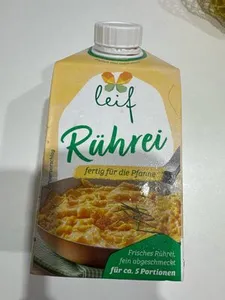 leif
Rührei
fertig für die Pfanne
Frisches Rührei,
fein abgeschmeckt
für ca. 5 Portionen